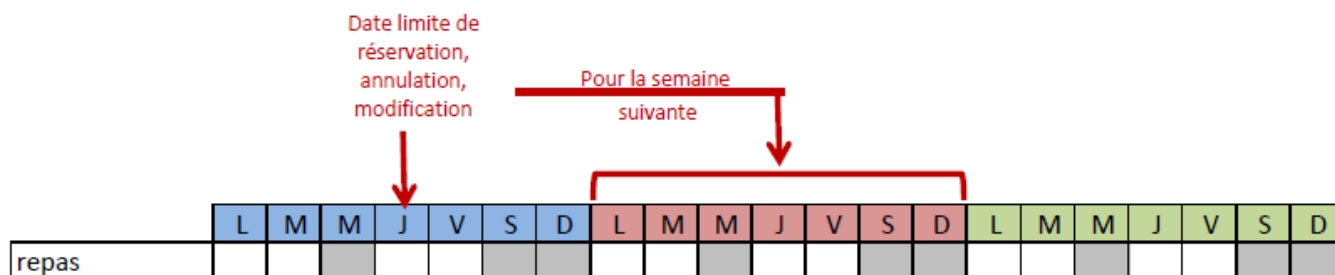 Date limite de
réservation,
annulation,
modification
Pour la semaine
suivante
L M M J V S D L M M J V S D L M M J V S D
repas